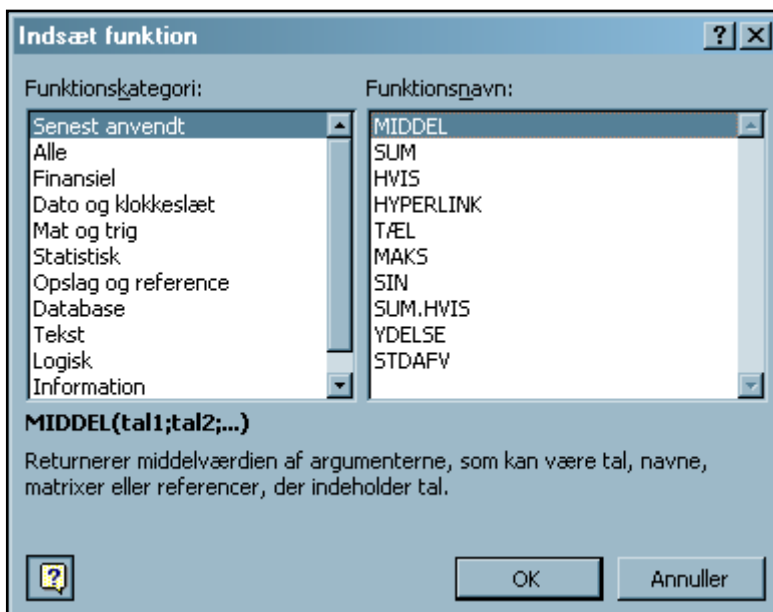 Indsæt funktion
Funktionskategori:
Senest anvendt
Alle
Finansiel
Dato og klokkeslæt
Mat og trig
Statistisk
Opslag og reference
Database
Tekst
Logisk
Information
Funktionsnavn:
MIDDEL
SUM
HVIS
HYPERLINK
TÆL
MAKS
SIN
SUM.HVIS
YDELSE
STDAFV
MIDDEL(tal1;tal2;...)
Returnerer middelværdien af argumenterne, som kan være tal, navne,
matrixer eller referencer, der indeholder tal.
OK
Annuller